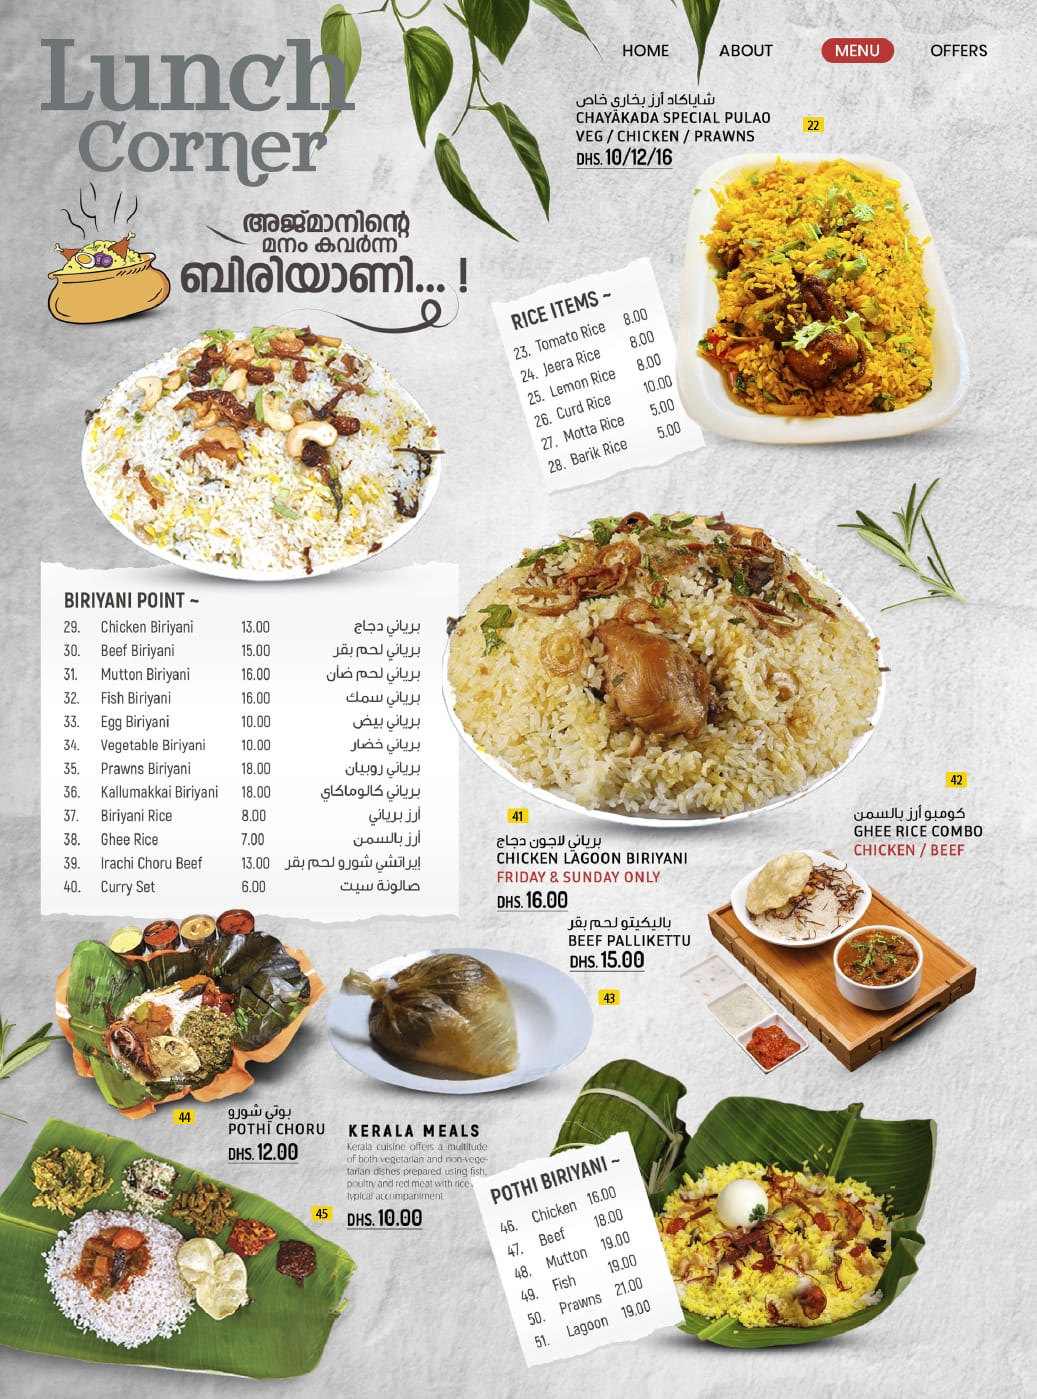 Lunch
Corner
HOME ABOUT MENU OFFERS
شاياكاد أرز بخاري خاص
CHAYAKADA SPECIAL PULAO
VEG / CHICKEN / PRAWNS
DHS. 10/12/16
22
അജ്മാനിന്റെ
മനം കവർന്ന
ബിരിയാണി... !
RICE ITEMS ~
23. Tomato Rice 8.00
24. Jeera Rice 8.00
25. Lemon Rice 8.00
26. Curd Rice 10.00
27. Motta Rice 5.00
28. Barik Rice 5.00
BIRIYANI POINT ~
29. Chicken Biriyani 13.00 برياني دجاج
30. Beef Biriyani 15.00 برياني لحم بقر
31. Mutton Biriyani 16.00 برياني لحم ضأن
32. Fish Biriyani 16.00 برياني سمك
33. Egg Biriyani 10.00 برياني بيض
34. Vegetable Biriyani 10.00 برياني خضار
35. Prawns Biriyani 18.00 برياني روبيان
36. Kallumakkai Biriyani 18.00 برياني كالوماكاي
37. Biriyani Rice 8.00 أرز برياني
38. Ghee Rice 7.00 أرز بالسمن
39. Irachi Choru Beef 13.00 إيراتشي شورو لحم بقر
40. Curry Set 6.00 صالونة سيت
41
برياني لاجون دجاج
CHICKEN LAGOON BIRIYANI
FRIDAY & SUNDAY ONLY
DHS. 16.00
42
كومبو أرز بالسمن
GHEE RICE COMBO
CHICKEN / BEEF
باليكيتو لحم بقر
BEEF PALLIKETTU
DHS. 15.00
43
44
بوتي شورو
POTHI CHORU
DHS. 12.00
KERALA MEALS
Kerala cuisine offers a multitude
of both vegetarian and non-vege-
tarian dishes prepared using fish,
poultry and red meat with rice
typical accompaniment
45
DHS. 10.00
POTHI BIRIYANI ~
46. Chicken 16.00
47. Beef 18.00
48. Mutton 19.00
49. Fish 19.00
50. Prawns 21.00
51. Lagoon 19.00